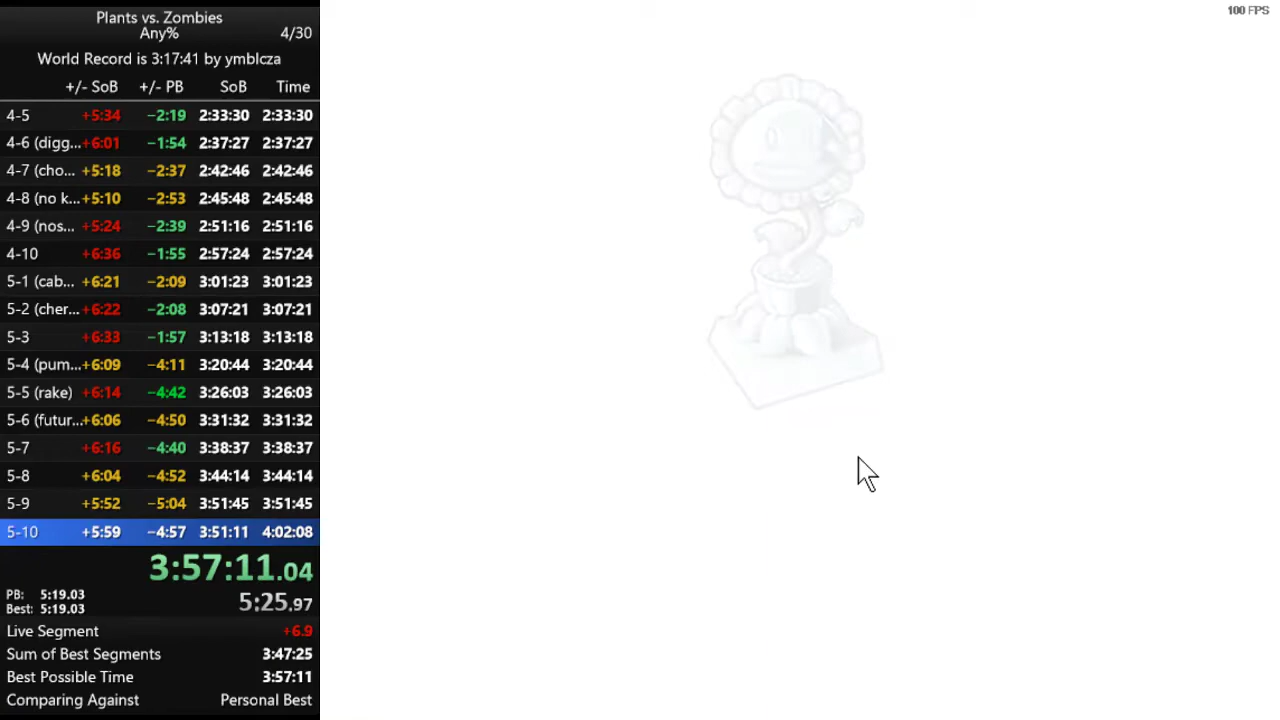 100 FPS
Plants vs. Zombies
Any% 4/30
World Record is 3:17:41 by ymblcza
+/- SoB +/- PB SoB Time
4-5 +5:34 −2:19 2:33:30 2:33:30
4-6 (digg... +6:01 −1:54 2:37:27 2:37:27
4-7 (cho... +5:18 −2:37 2:42:46 2:42:46
4-8 (no k... +5:10 −2:53 2:45:48 2:45:48
4-9 (nos... +5:24 −2:39 2:51:16 2:51:16
4-10 +6:36 −1:55 2:57:24 2:57:24
5-1 (cab... +6:21 −2:09 3:01:23 3:01:23
5-2 (cher... +6:22 −2:08 3:07:21 3:07:21
5-3 +6:33 −1:57 3:13:18 3:13:18
5-4 (pum... +6:09 −4:11 3:20:44 3:20:44
5-5 (rake) +6:14 −4:42 3:26:03 3:26:03
5-6 (futur... +6:06 −4:50 3:31:32 3:31:32
5-7 +6:16 −4:40 3:38:37 3:38:37
5-8 +6:04 −4:52 3:44:14 3:44:14
5-9 +5:52 −5:04 3:51:45 3:51:45
5-10 +5:59 −4:57 3:51:11 4:02:08
3:57:11.04
PB: 5:19.03
Best: 5:19.03
5:25.97
Live Segment +6.9
Sum of Best Segments 3:47:25
Best Possible Time 3:57:11
Comparing Against Personal Best